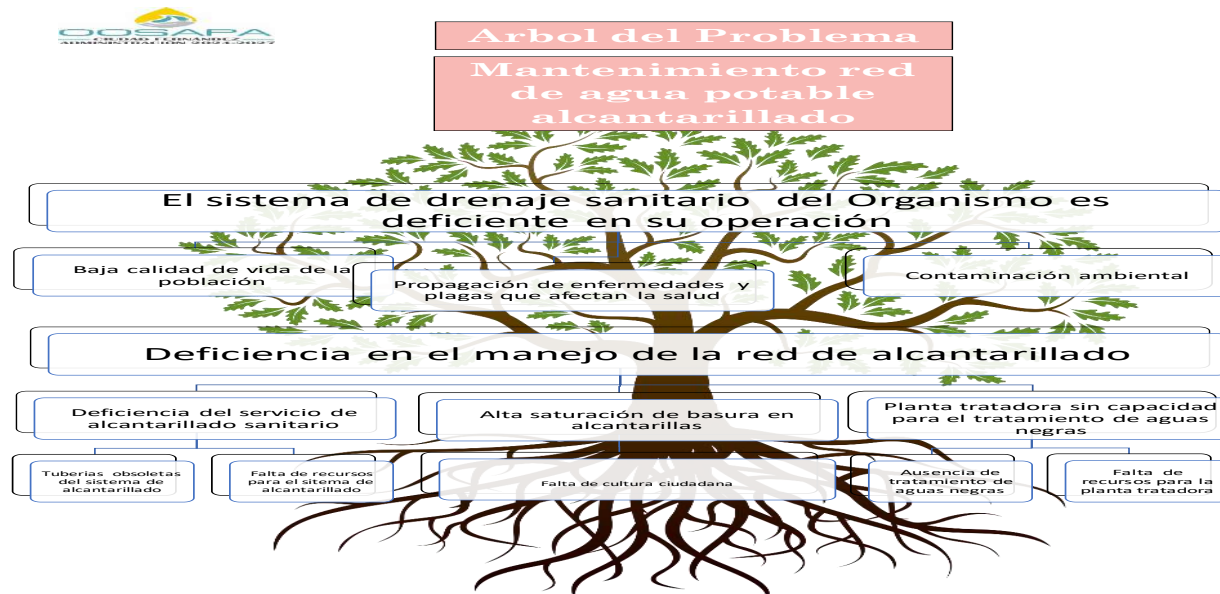 OOSAPA
CIUDAD FERNÁNDEZ
ADMINISTRACIÓN 2024-2027
Arbol del Problema
Mantenimiento red
de agua potable
alcantarillado
El sistema de drenaje sanitario del Organismo es
deficiente en su operación
Baja calidad de vida de la
población
Propagación de enfermedades y
plagas que afectan la salud
Contaminación ambiental
Deficiencia en el manejo de la red de alcantarillado
Deficiencia del servicio de
alcantarillado sanitario
Alta saturación de basura en
alcantarillas
Planta tratadora sin capacidad
para el tratamiento de aguas
negras
Tuberias obsoletas
del sistema de
alcantarillado
Falta de recursos
para el sitema de
alcantarillado
Falta de cultura ciudadana
Ausencia de
tratamiento de
aguas negras
Falta de
recursos para la
planta tratadora